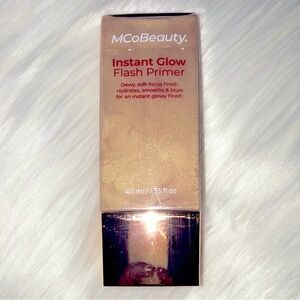 MCoBeauty.
Instant Glow
Flash Primer
Dewy, soft-focus finish.
Hydrates, smooths & blurs
for an instant glowy finish.
40 ml / 1.35 fl oz